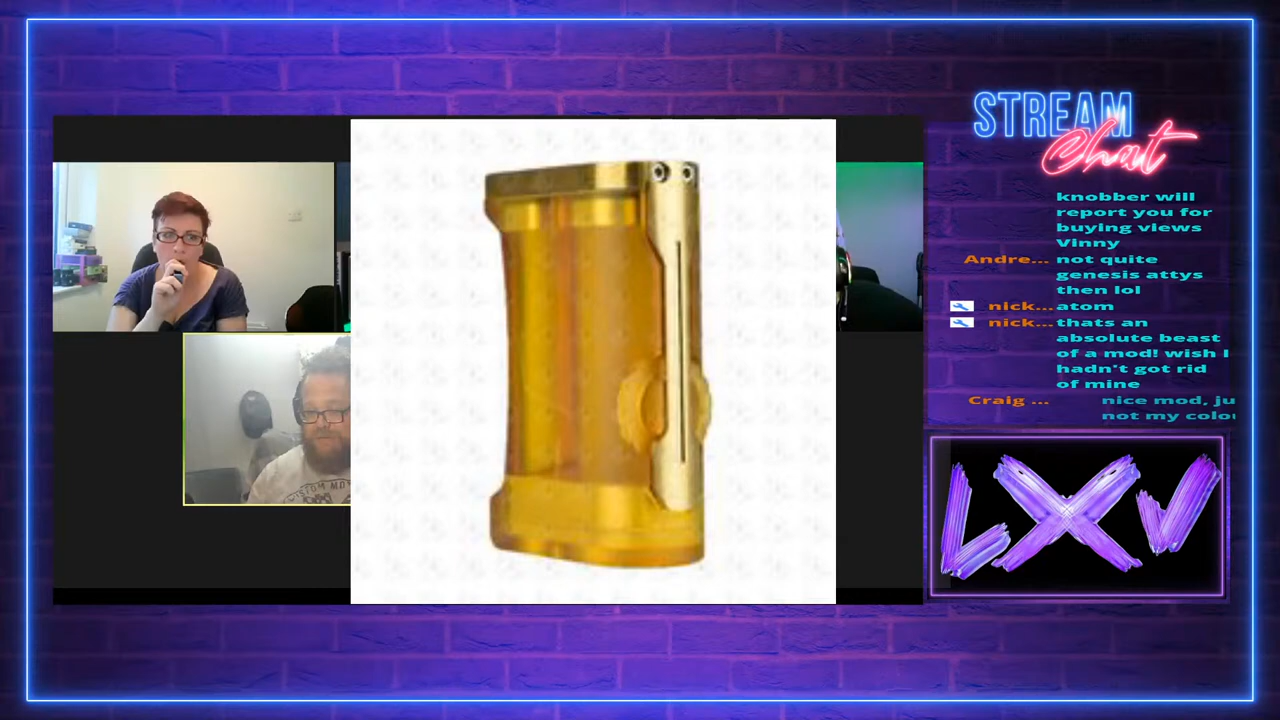 STREAM
Chat
knobber will
report you for
buying views
Vinny
Andre... not quite
genesis attys
then lol
nick... atom
nick... thats an
absolute beast
of a mod! wish I
hadn't got rid
of mine
Craig ... nice mod, ju
not my colou
LXV